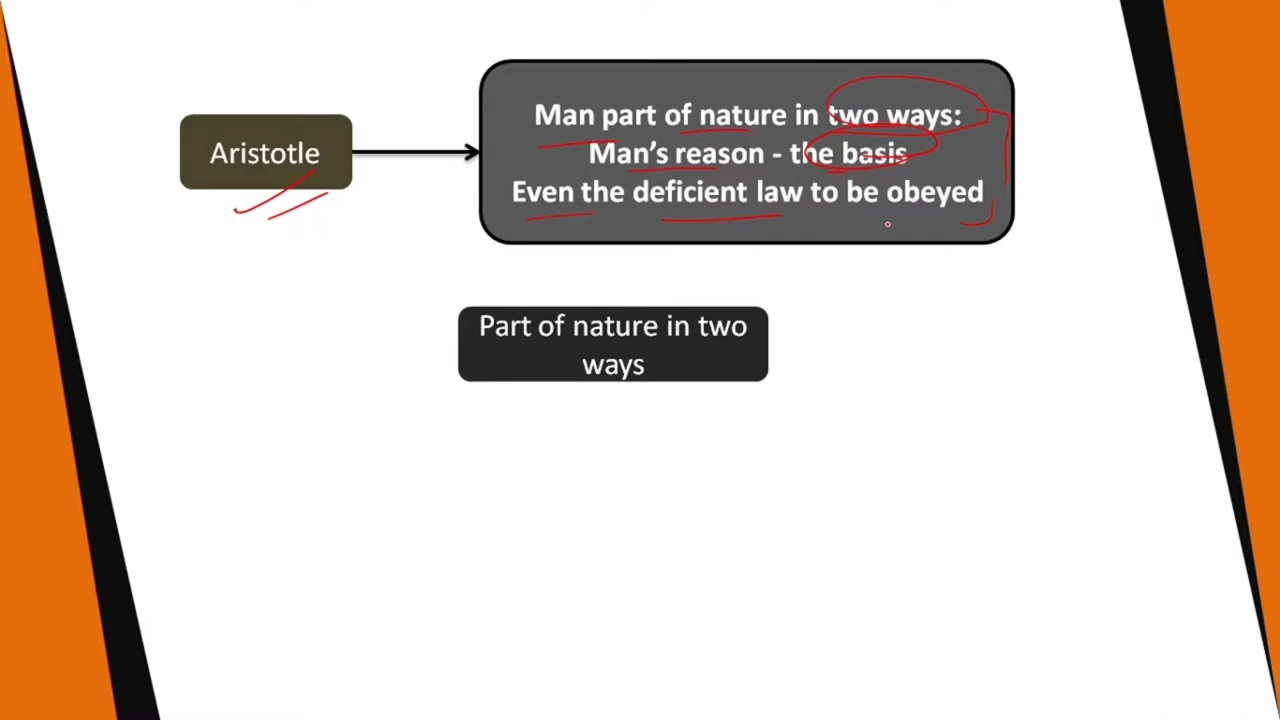 Aristotle
Man part of nature in two ways:
Man’s reason - the basis
Even the deficient law to be obeyed
Part of nature in two
ways